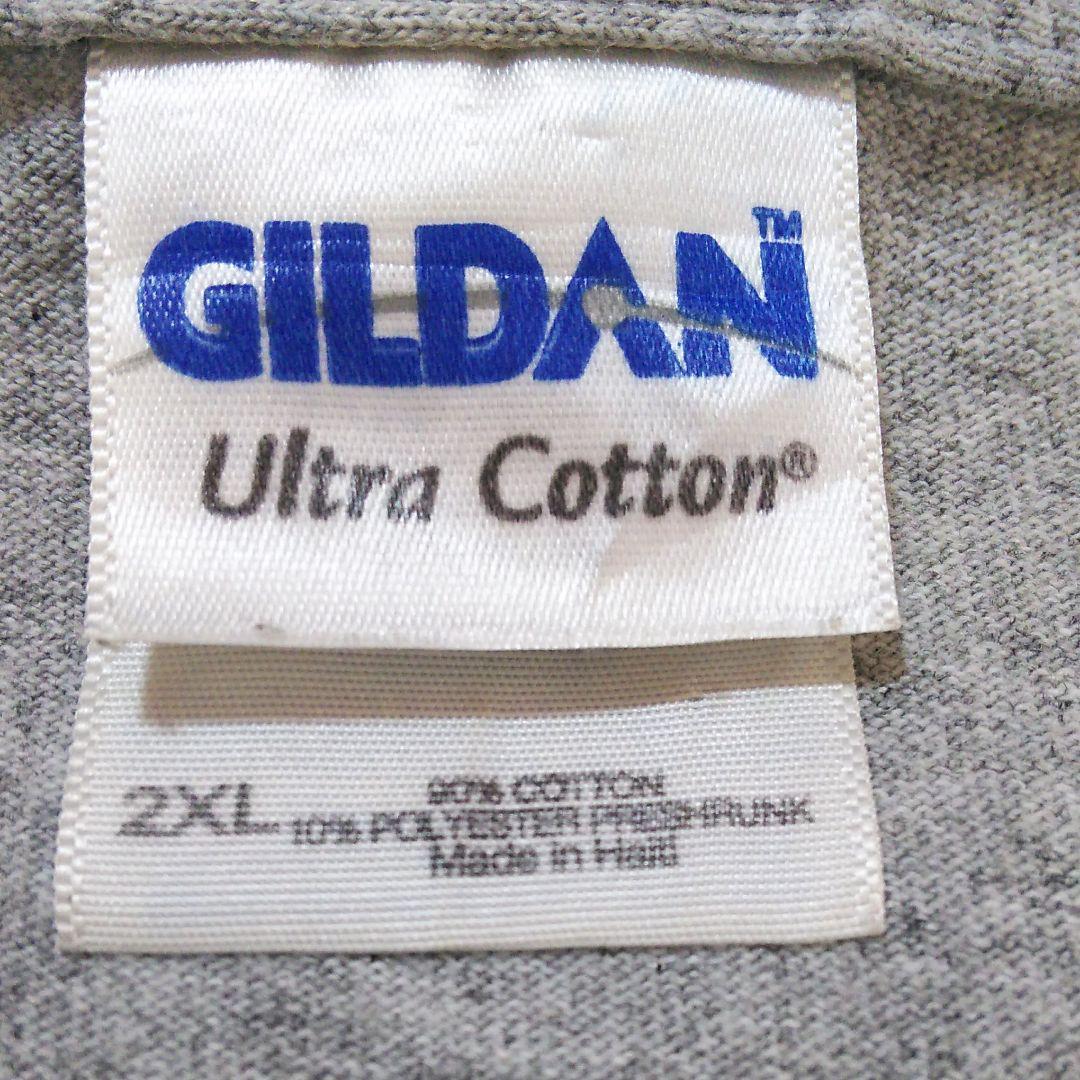 GILDAN™
Ultra Cotton®
2XL
90% COTTON
10% POLYESTER PRESHRUNK
Made in Haiti